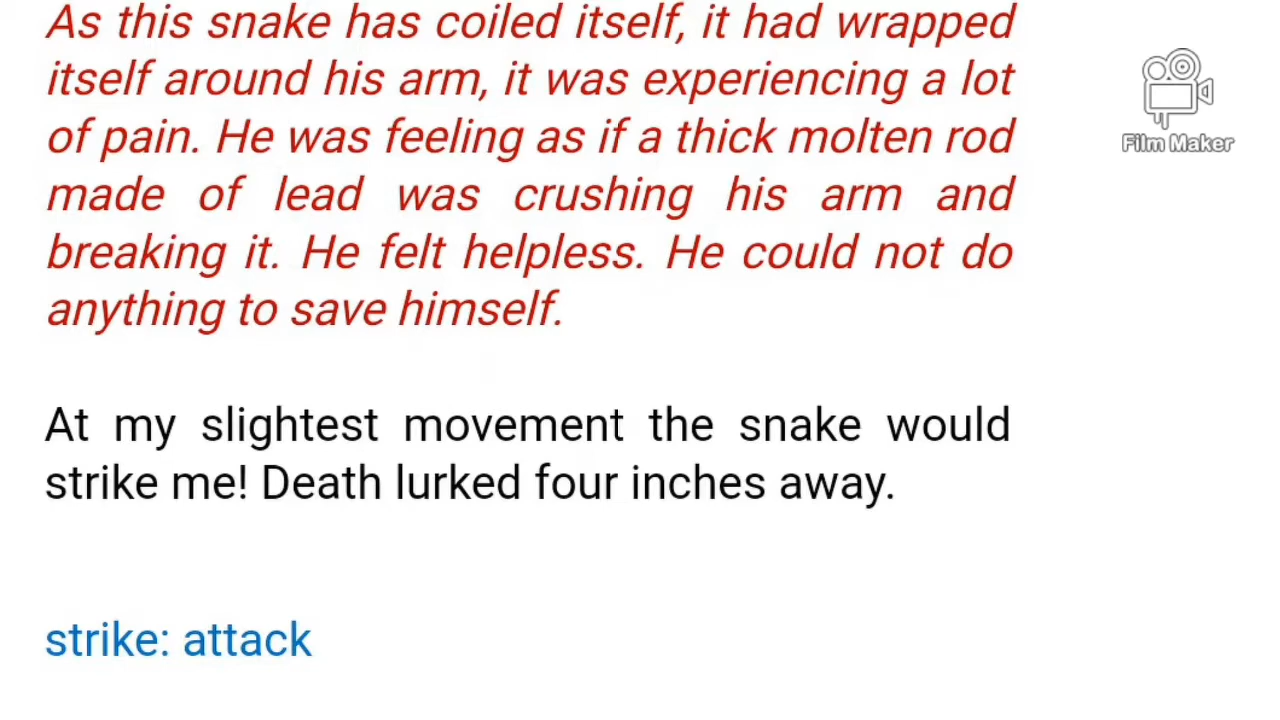 As this snake has coiled itself, it had wrapped
itself around his arm, it was experiencing a lot
of pain. He was feeling as if a thick molten rod
made of lead was crushing his arm and
breaking it. He felt helpless. He could not do
anything to save himself.
Film Maker
At my slightest movement the snake would
strike me! Death lurked four inches away.
strike: attack